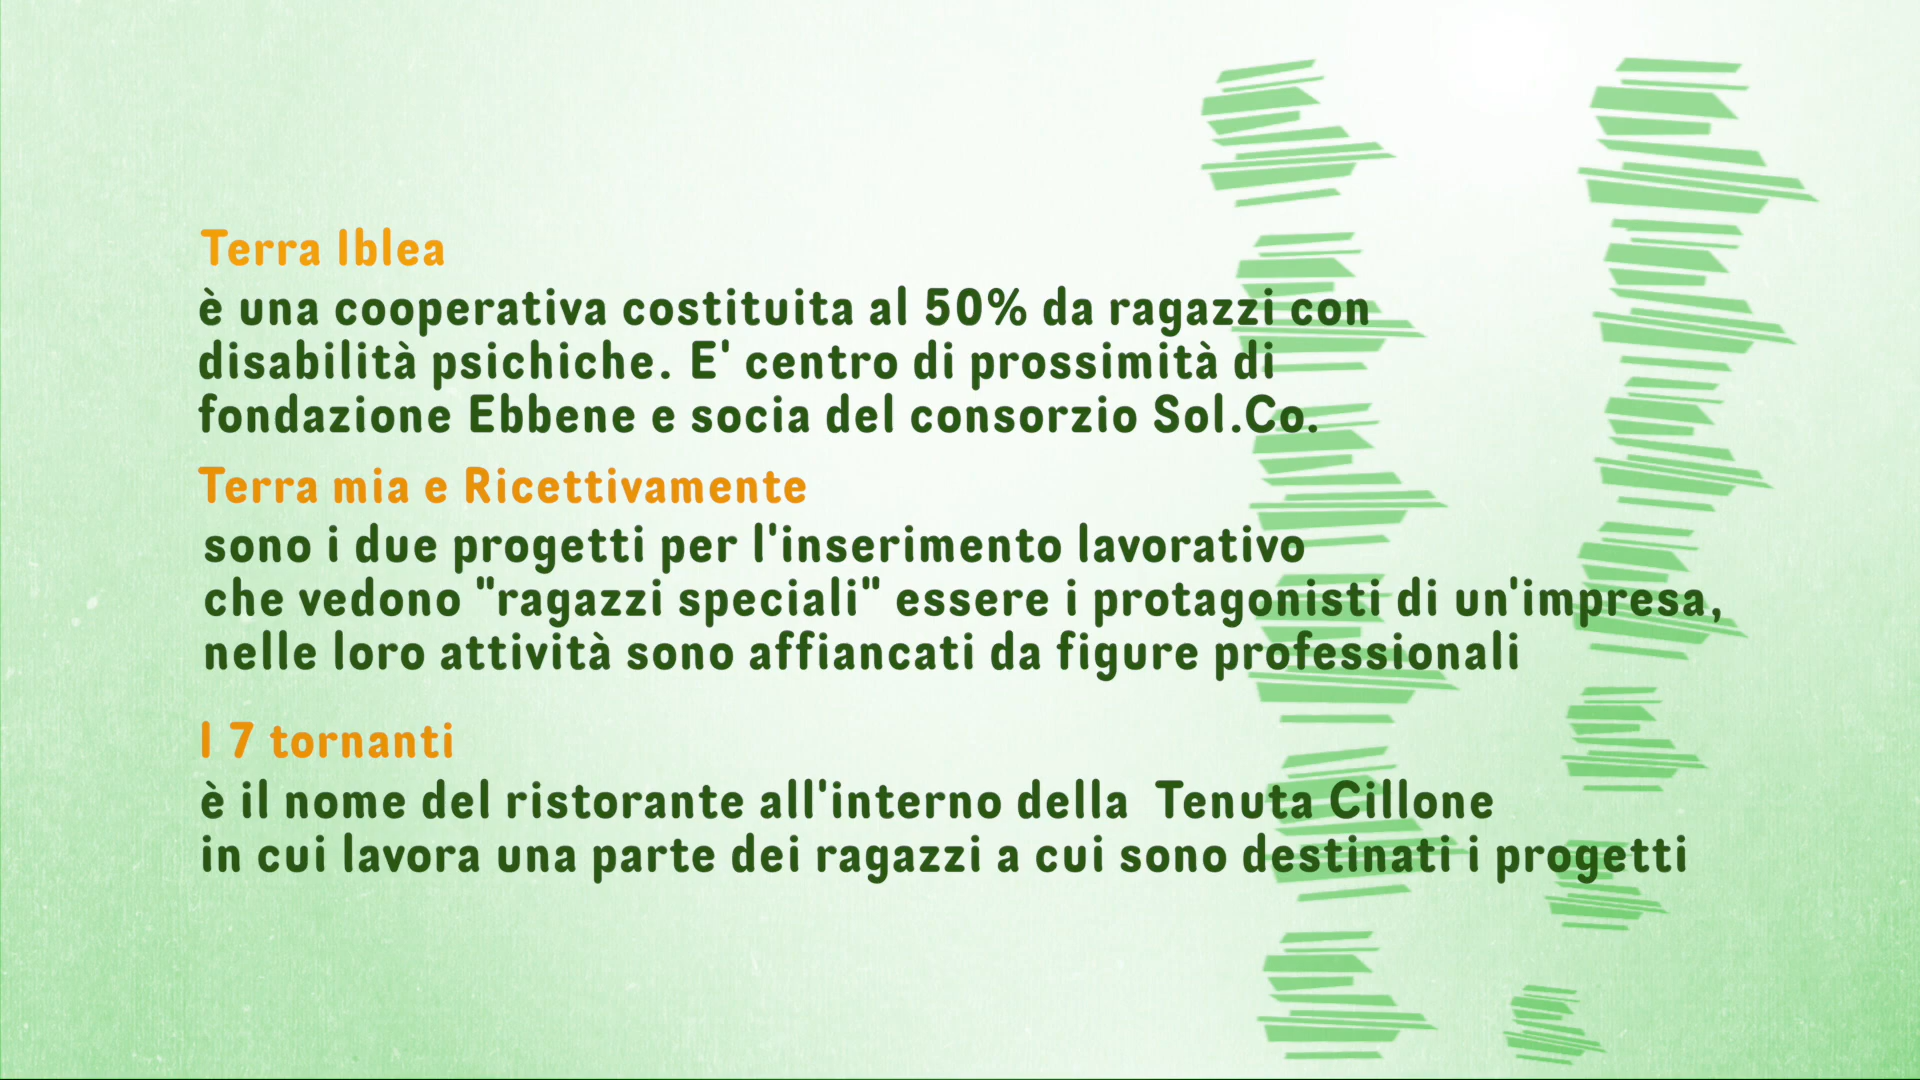 Terra Iblea
è una cooperativa costituita al 50% da ragazzi con
disabilità psichiche. E' centro di prossimità di
fondazione Ebbene e socia del consorzio Sol.Co.
Terra mia e Ricettivamente
sono i due progetti per l'inserimento lavorativo
che vedono "ragazzi speciali" essere i protagonisti di un'impresa,
nelle loro attività sono affiancati da figure professionali
I 7 tornanti
è il nome del ristorante all'interno della Tenuta Cillone
in cui lavora una parte dei ragazzi a cui sono destinati i progetti